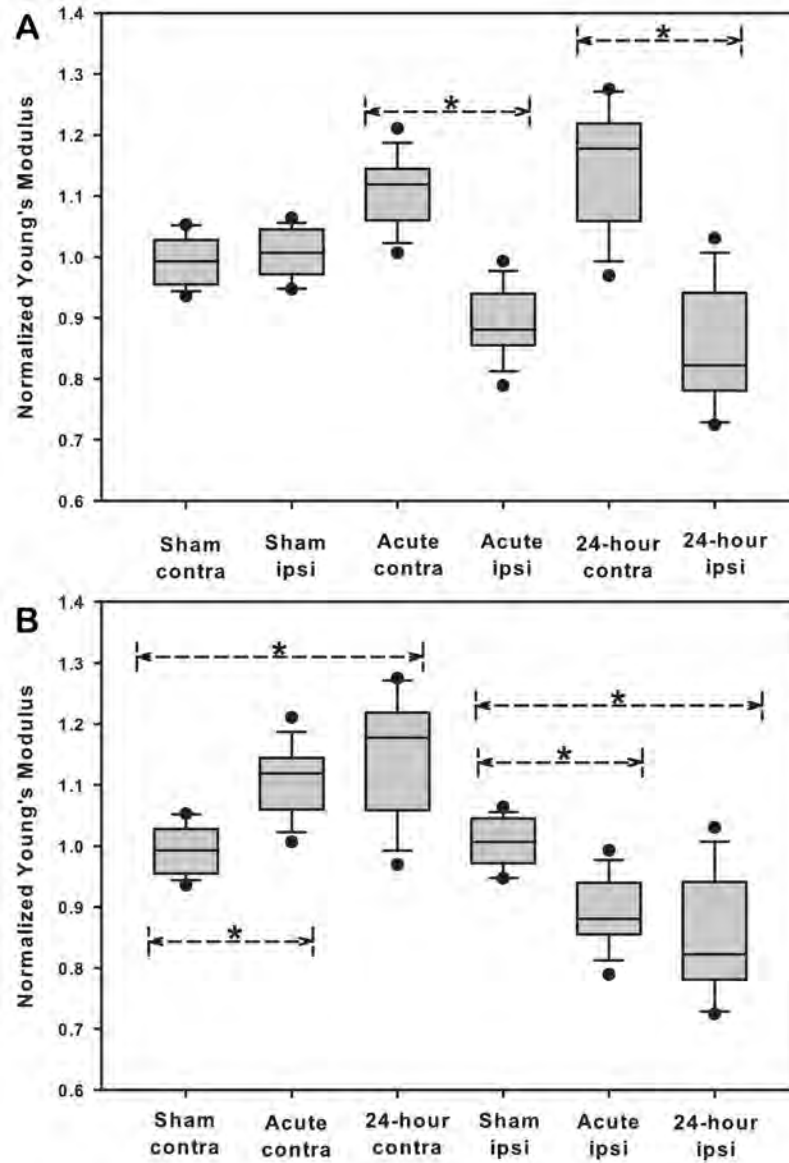 A
Normalized Young's Modulus
1.4
1.3
1.2
1.1
1.0
0.9
0.8
0.7
0.6
*
*
Sham contra
Sham ipsi
Acute contra
Acute ipsi
24-hour contra
24-hour ipsi
B
Normalized Young's Modulus
1.4
1.3
1.2
1.1
1.0
0.9
0.8
0.7
0.6
*
*
*
*
Sham contra
Acute contra
24-hour contra
Sham ipsi
Acute ipsi
24-hour ipsi